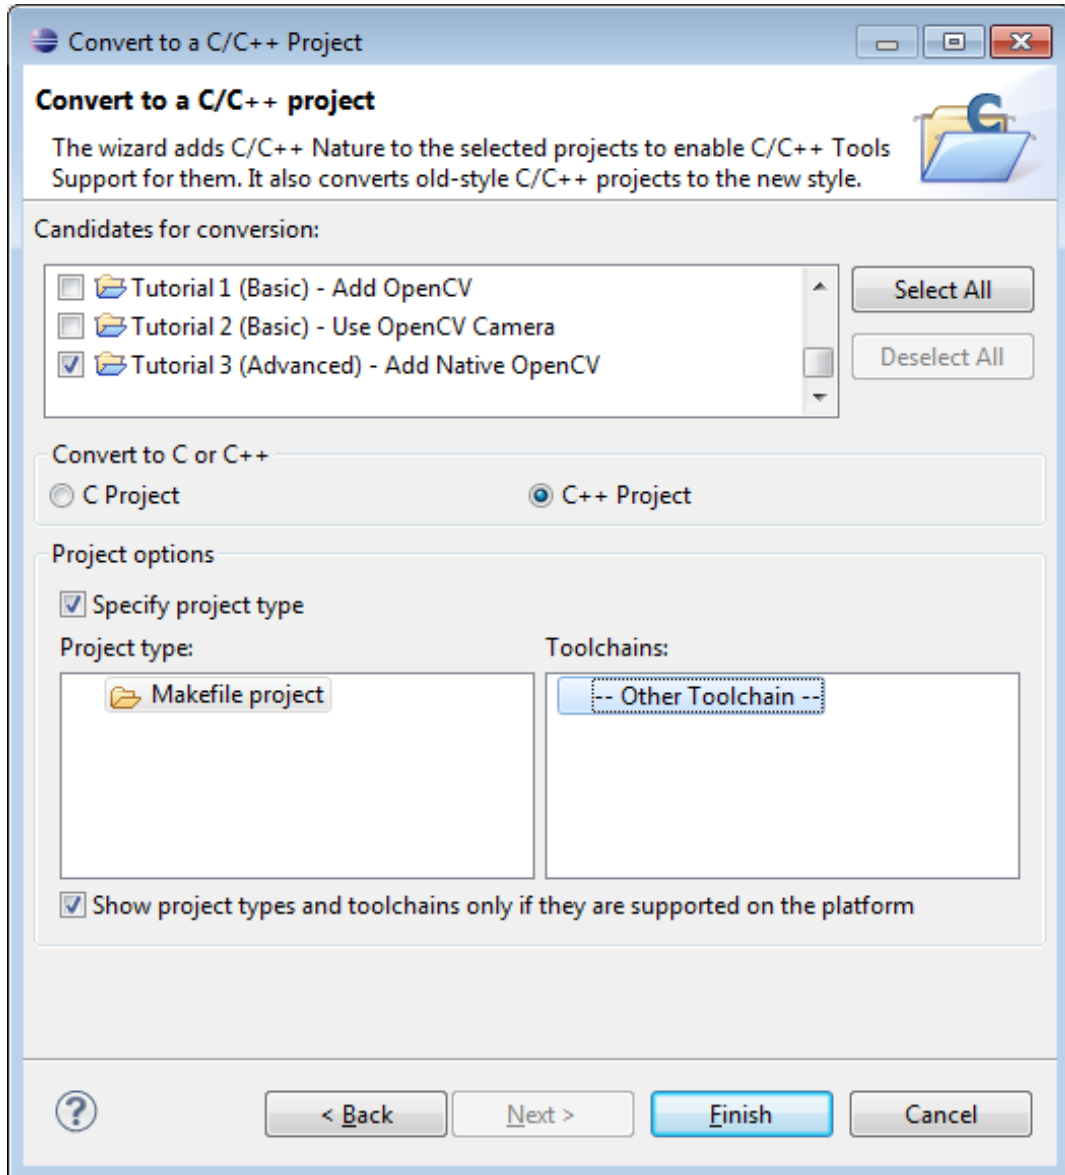 Convert to a C/C++ Project
Convert to a C/C++ project
The wizard adds C/C++ Nature to the selected projects to enable C/C++ Tools
Support for them. It also converts old-style C/C++ projects to the new style.
Candidates for conversion:
Tutorial 1 (Basic) - Add OpenCV
Tutorial 2 (Basic) - Use OpenCV Camera
Tutorial 3 (Advanced) - Add Native OpenCV
Select All
Deselect All
Convert to C or C++
C Project
C++ Project
Project options
Specify project type
Project type:
Toolchains:
Makefile project
-- Other Toolchain --
Show project types and toolchains only if they are supported on the platform
?
< Back
Next >
Finish
Cancel